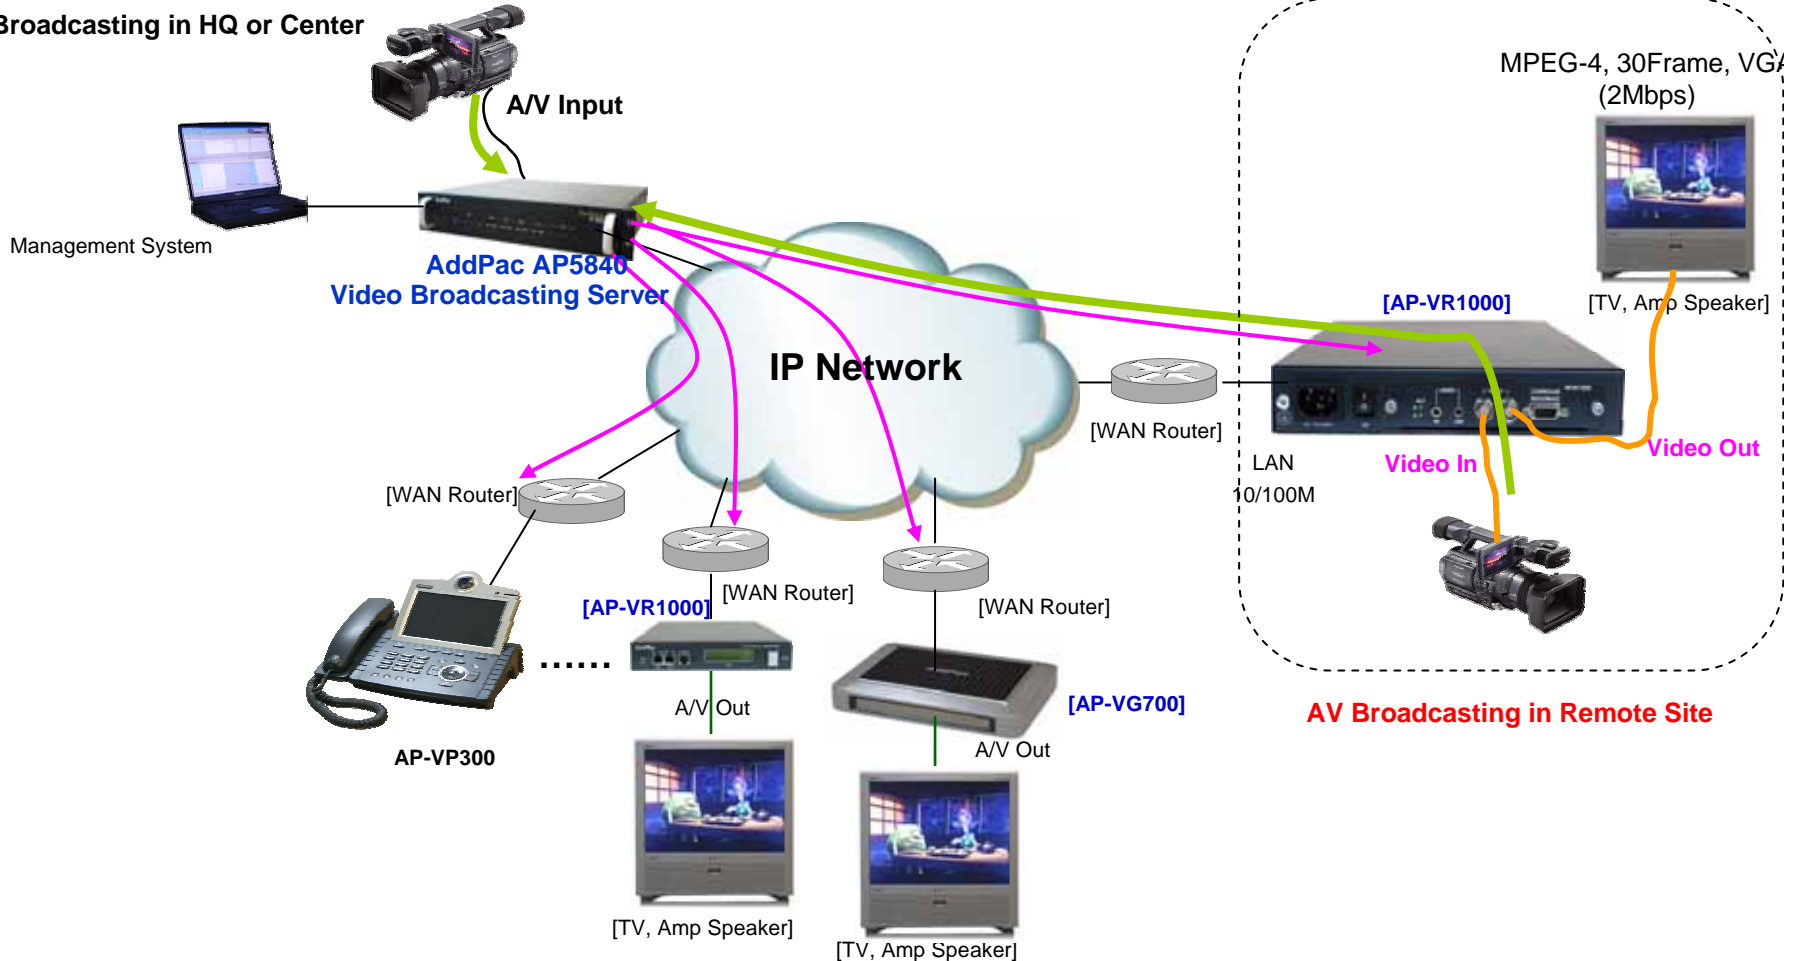 Broadcasting in HQ or Center
A/V Input
MPEG-4, 30Frame, VGA
(2Mbps)
Management System
AddPac AP5840
Video Broadcasting Server
[AP-VR1000]
[TV, Amp Speaker]
IP Network
[WAN Router]
LAN
10/100M
Video In
Video Out
[WAN Router]
[AP-VR1000]
[WAN Router]
[WAN Router]
......
A/V Out
[AP-VG700]
AV Broadcasting in Remote Site
A/V Out
AP-VP300
[TV, Amp Speaker]
[TV, Amp Speaker]